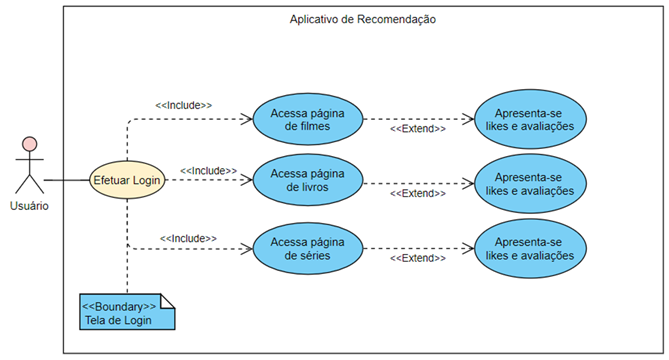 Aplicativo de Recomendação
<<Include>>
Acessa página
de filmes
<<Extend>>
Apresenta-se
likes e avaliações
Usuário
Efetuar Login
<<Include>>
Acessa página
de livros
<<Extend>>
Apresenta-se
likes e avaliações
<<Include>>
Acessa página
de séries
<<Extend>>
Apresenta-se
likes e avaliações
<<Boundary>>
Tela de Login